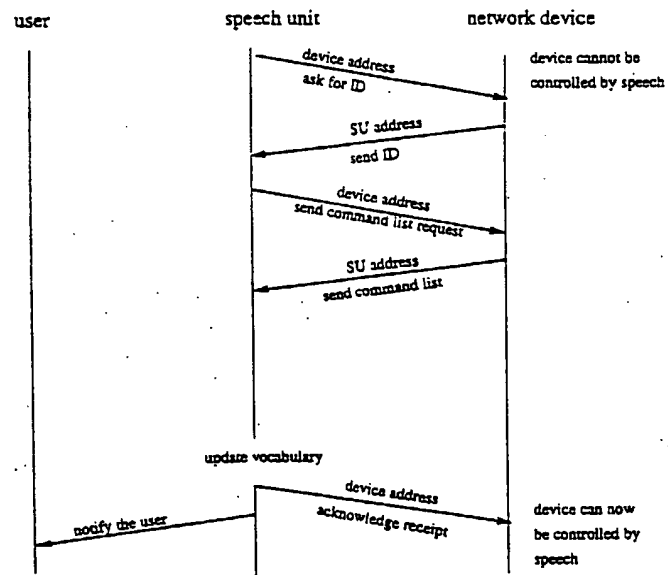 user
speech unit
network device
device address
ask for ID
device cannot be
controlled by speech
SU address
send ID
device address
send command list request
SU address
send command list
update vocabulary
device address
acknowledge receipt
notify the user
device can now
be controlled by
speech